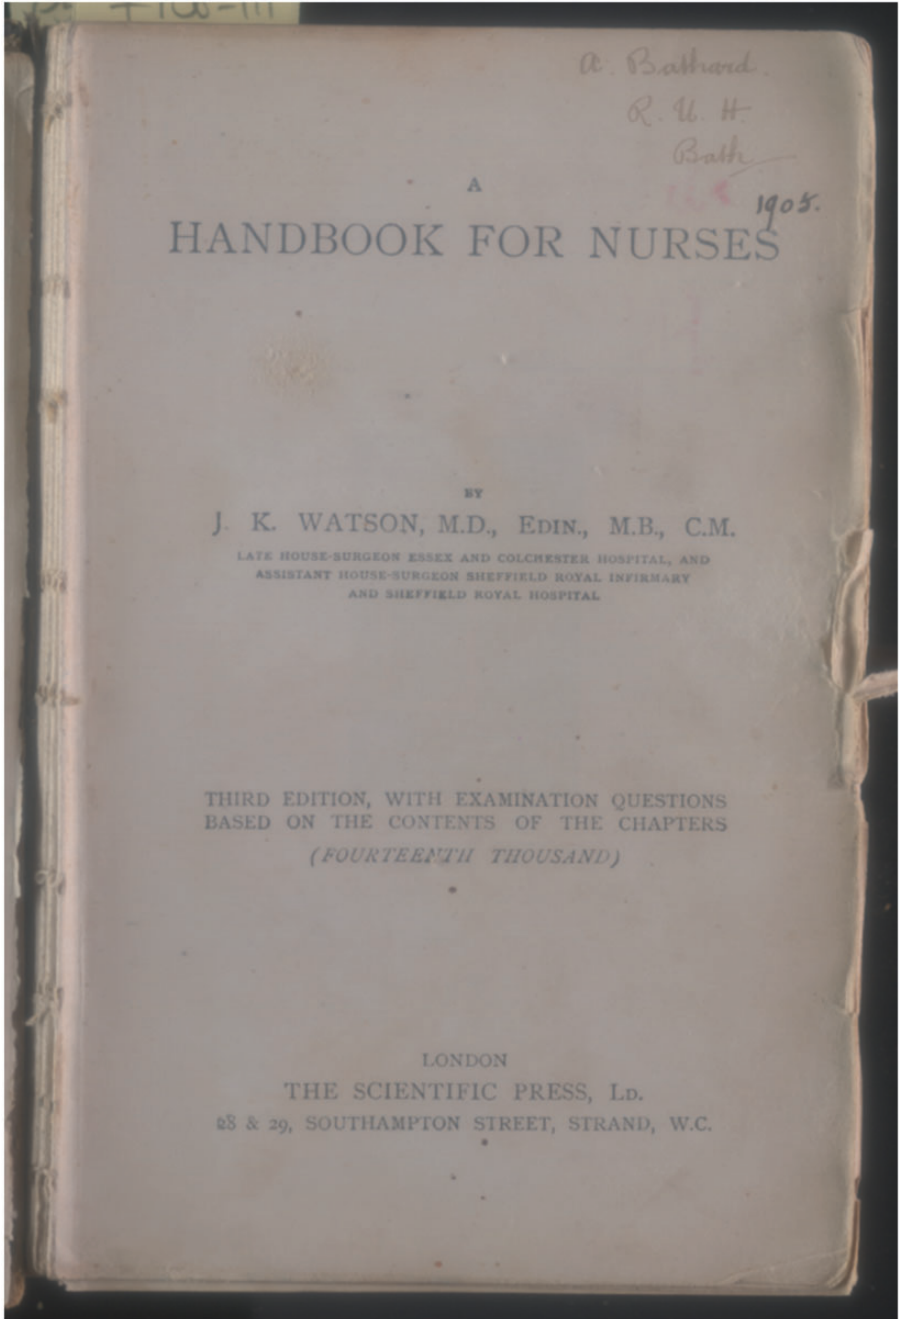 A. Bathard.
R. U. H.
Bath
1905.
A
HANDBOOK FOR NURSES
BY
J. K. WATSON, M.D., EDIN., M.B., C.M.
LATE HOUSE-SURGEON ESSEX AND COLCHESTER HOSPITAL, AND
ASSISTANT HOUSE-SURGEON SHEFFIELD ROYAL INFIRMARY
AND SHEFFIELD ROYAL HOSPITAL
THIRD EDITION, WITH EXAMINATION QUESTIONS
BASED ON THE CONTENTS OF THE CHAPTERS
(FOURTEENTH THOUSAND)
LONDON
THE SCIENTIFIC PRESS, LD.
28 & 29, SOUTHAMPTON STREET, STRAND, W.C.